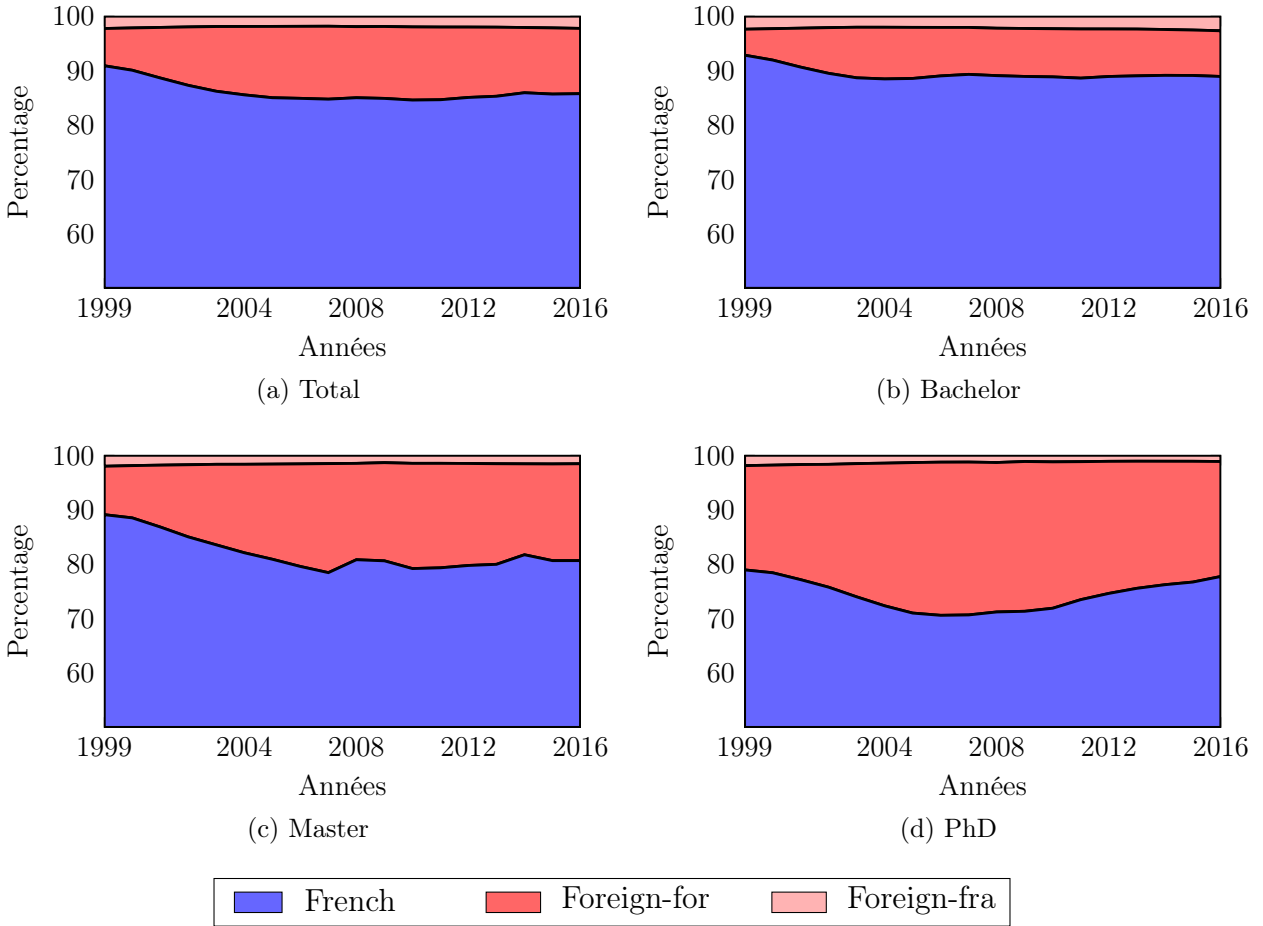 100
90
80
70
60
Percentage
1999 2004 2008 2012 2016
Années
(a) Total
100
90
80
70
60
Percentage
1999 2004 2008 2012 2016
Années
(b) Bachelor
100
90
80
70
60
Percentage
1999 2004 2008 2012 2016
Années
(c) Master
100
90
80
70
60
Percentage
1999 2004 2008 2012 2016
Années
(d) PhD
French Foreign-for Foreign-fra